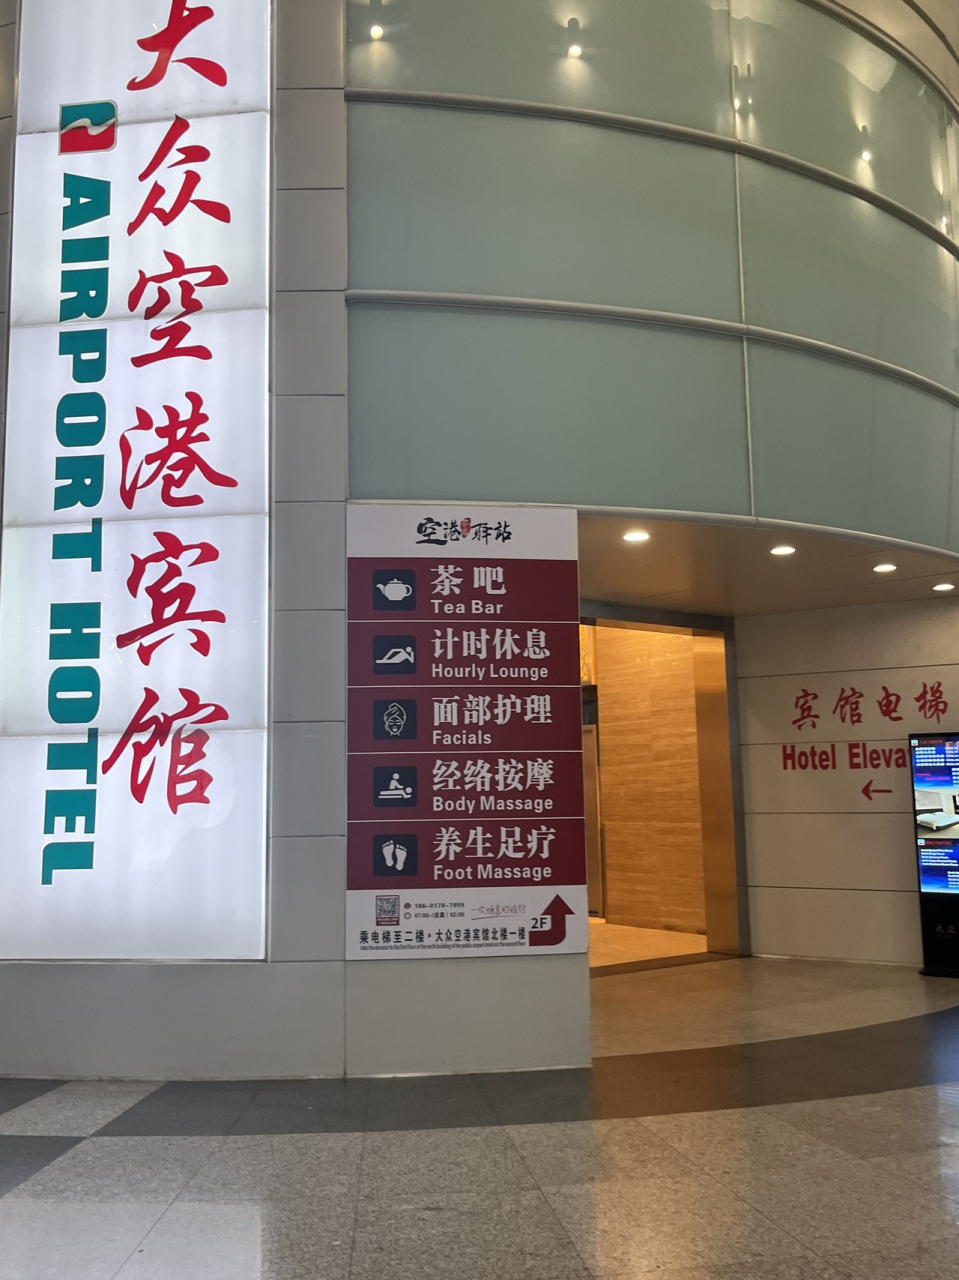 大众空港宾馆
AIRPORT HOTEL
空港驿站
茶吧
Tea Bar
计时休息
Hourly Lounge
面部护理
Facials
经络按摩
Body Massage
养生足疗
Foot Massage
2F
乘电梯至二楼·大众空港宾馆北楼一楼
宾馆电梯
Hotel Eleva
←